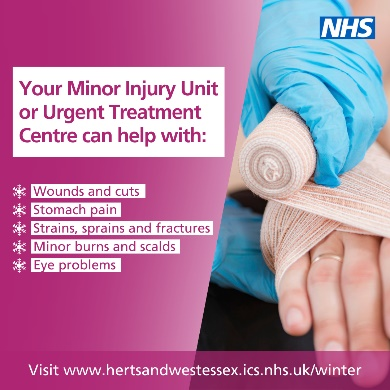 NHS
Your Minor Injury Unit
or Urgent Treatment
Centre can help with:
Wounds and cuts
Stomach pain
Strains, sprains and fractures
Minor burns and scalds
Eye problems
Visit www.hertsandwestessex.ics.nhs.uk/winter